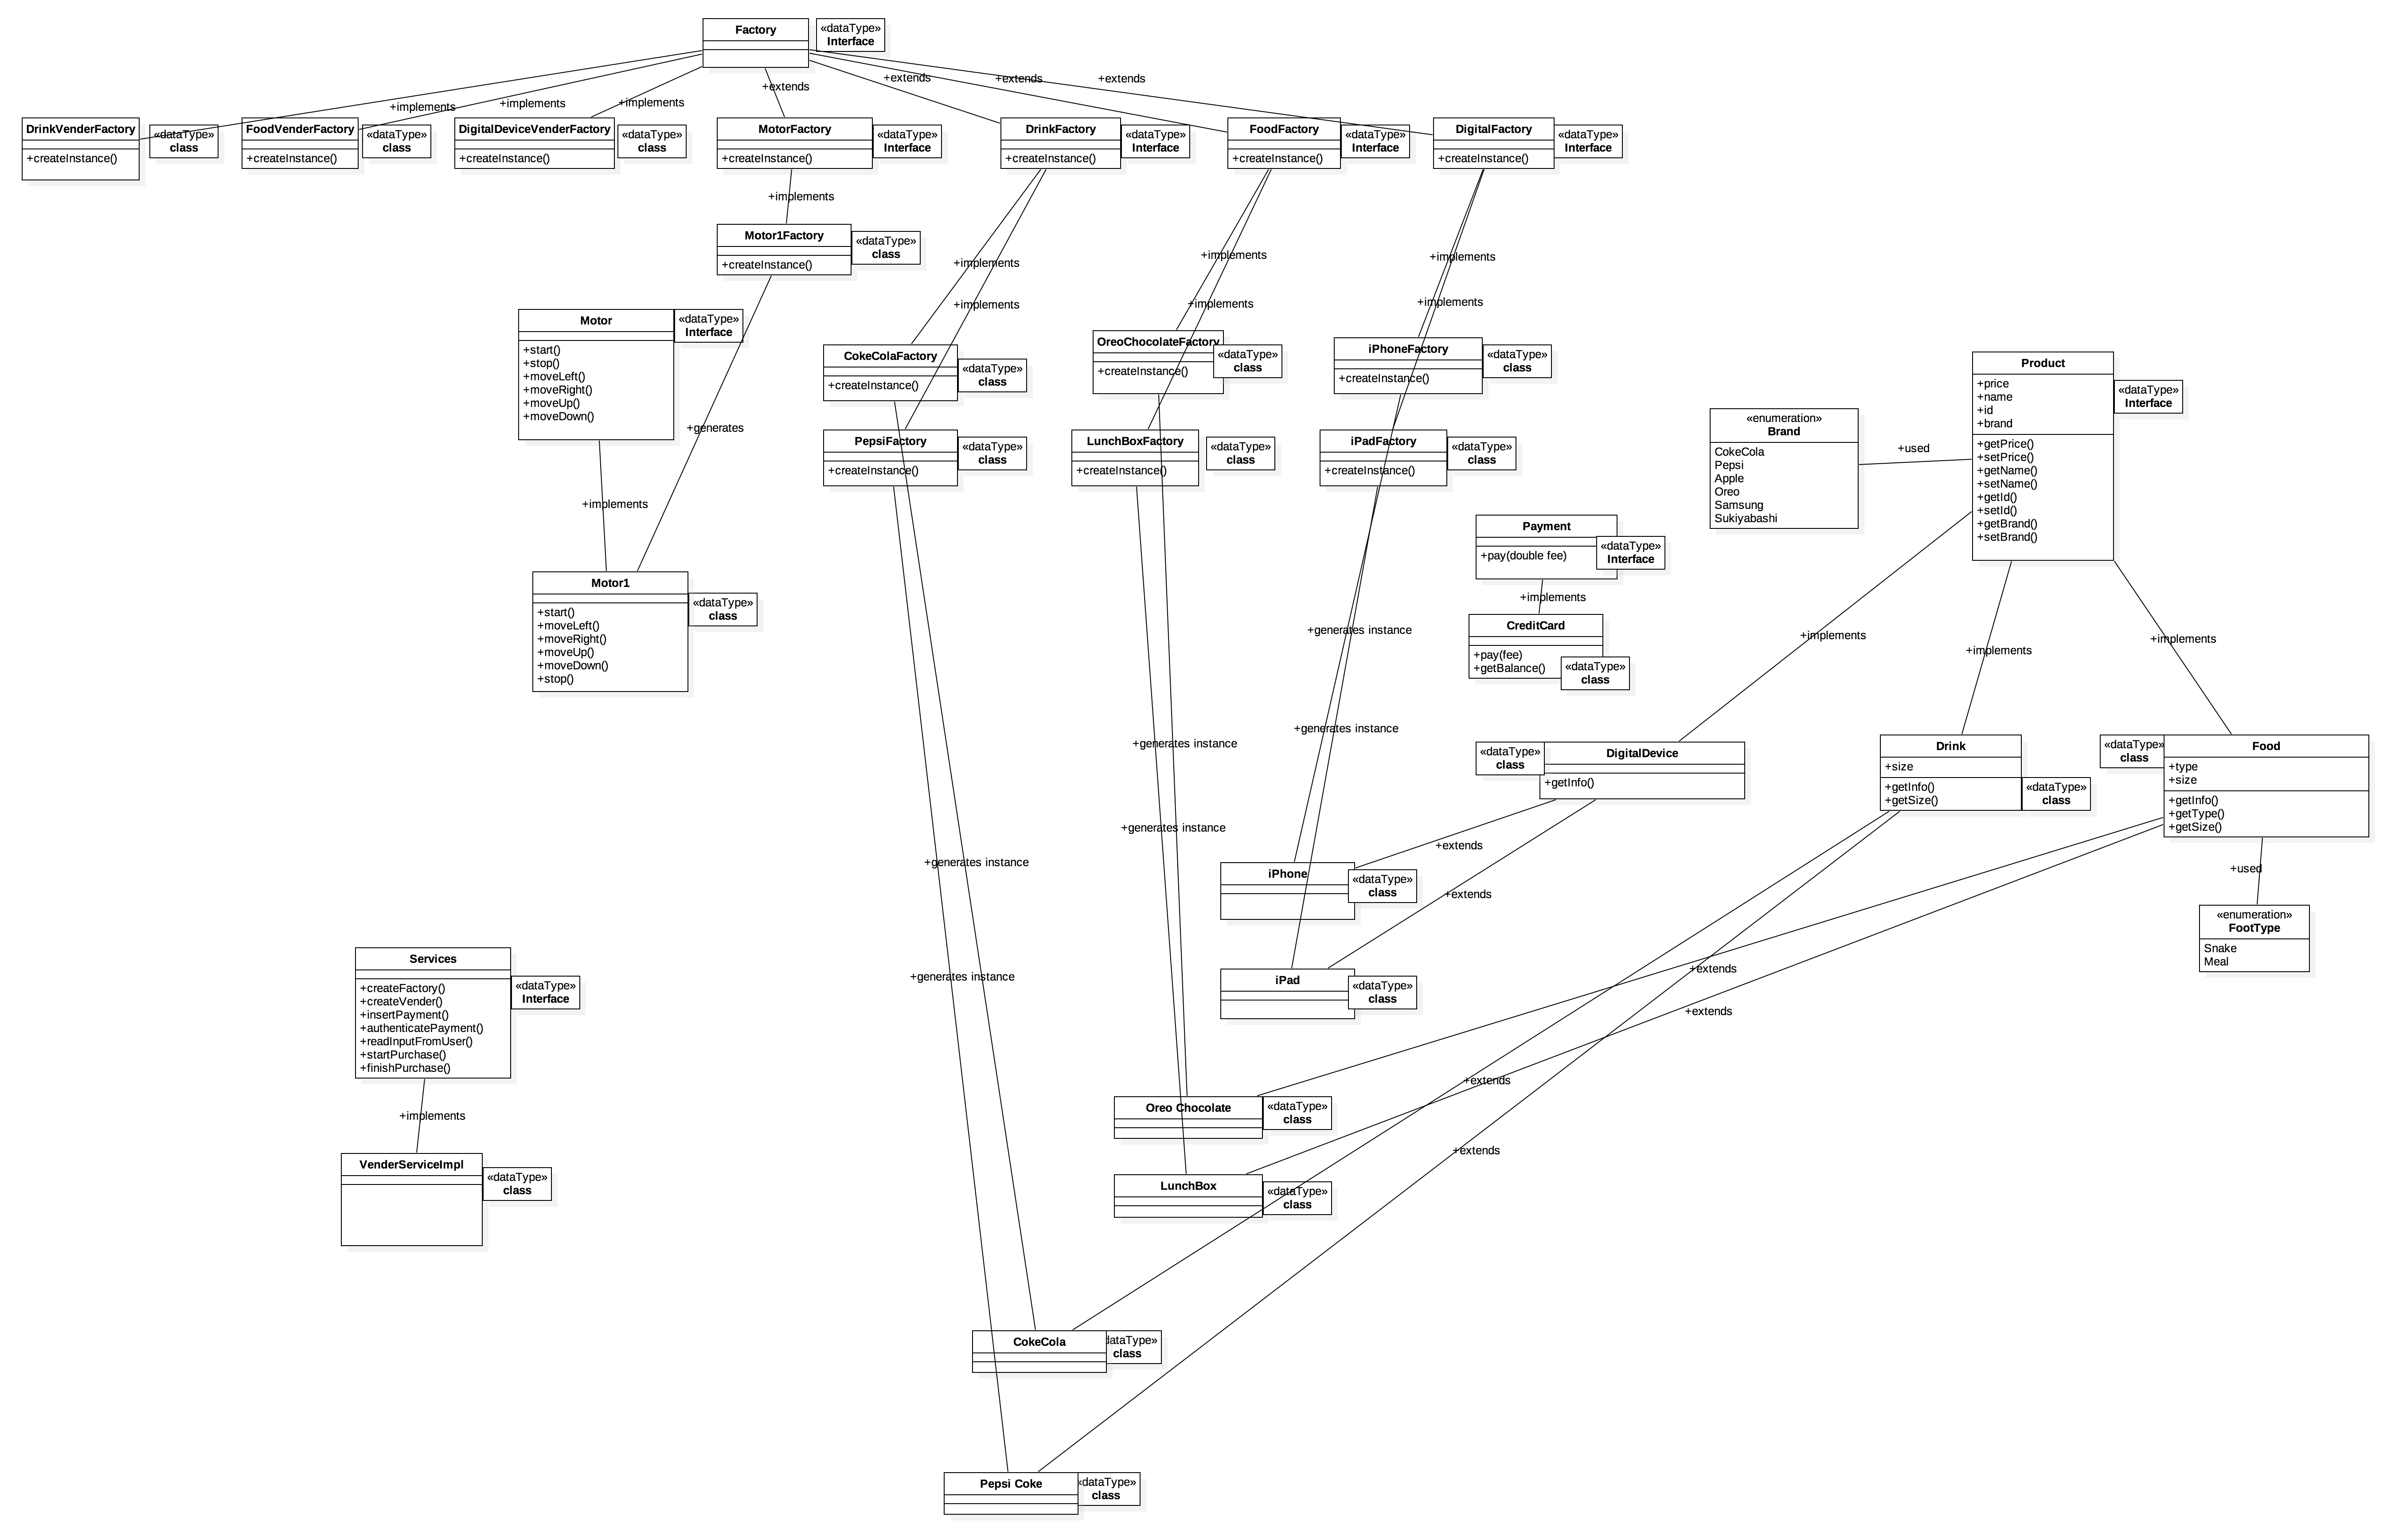 Factory
«dataType»
Interface
+implements
+implements
+implements
+extends
+extends
+extends
+extends
DrinkVenderFactory
+createInstance()
«dataType»
class
FoodVenderFactory
+createInstance()
«dataType»
class
DigitalDeviceVenderFactory
+createInstance()
«dataType»
class
MotorFactory
+createInstance()
«dataType»
Interface
DrinkFactory
+createInstance()
«dataType»
Interface
FoodFactory
+createInstance()
«dataType»
Interface
DigitalFactory
+createInstance()
«dataType»
Interface
+implements
Motor1Factory
+createInstance()
«dataType»
class
+implements
+implements
+implements
+implements
+implements
+implements
Motor
+start()
+stop()
+moveLeft()
+moveRight()
+moveUp()
+moveDown()
«dataType»
Interface
+generates
+implements
CokeColaFactory
+createInstance()
«dataType»
class
OreoChocolateFactory
+createInstance()
«dataType»
class
iPhoneFactory
+createInstance()
«dataType»
class
PepsiFactory
+createInstance()
«dataType»
class
LunchBoxFactory
+createInstance()
«dataType»
class
iPadFactory
+createInstance()
«dataType»
class
Product
+price
+name
+id
+brand
+getPrice()
+setPrice()
+getName()
+setName()
+getId()
+setId()
+getBrand()
+setBrand()
«dataType»
Interface
«enumeration»
Brand
CokeCola
Pepsi
Apple
Oreo
Samsung
Sukiyabashi
+used
Payment
+pay(double fee)
«dataType»
Interface
+implements
CreditCard
+pay(fee)
+getBalance()
«dataType»
class
Motor1
+start()
+moveLeft()
+moveRight()
+moveUp()
+moveDown()
+stop()
«dataType»
class
+generates instance
+implements
+implements
+implements
+generates instance
+generates instance
«dataType»
class
DigitalDevice
+getInfo()
Drink
+size
+getInfo()
+getSize()
«dataType»
class
«dataType»
class
Food
+type
+size
+getInfo()
+getType()
+getSize()
+generates instance
+extends
+generates instance
+used
iPhone
«dataType»
class
+extends
«enumeration»
FootType
Snake
Meal
Services
+createFactory()
+createVender()
+insertPayment()
+authenticatePayment()
+readInputFromUser()
+startPurchase()
+finishPurchase()
«dataType»
Interface
+generates instance
iPad
«dataType»
class
+extends
+extends
+extends
+implements
Oreo Chocolate
«dataType»
class
+extends
VenderServiceImpl
«dataType»
class
LunchBox
«dataType»
class
CokeCola
dataType»
class
Pepsi Coke
«dataType»
class